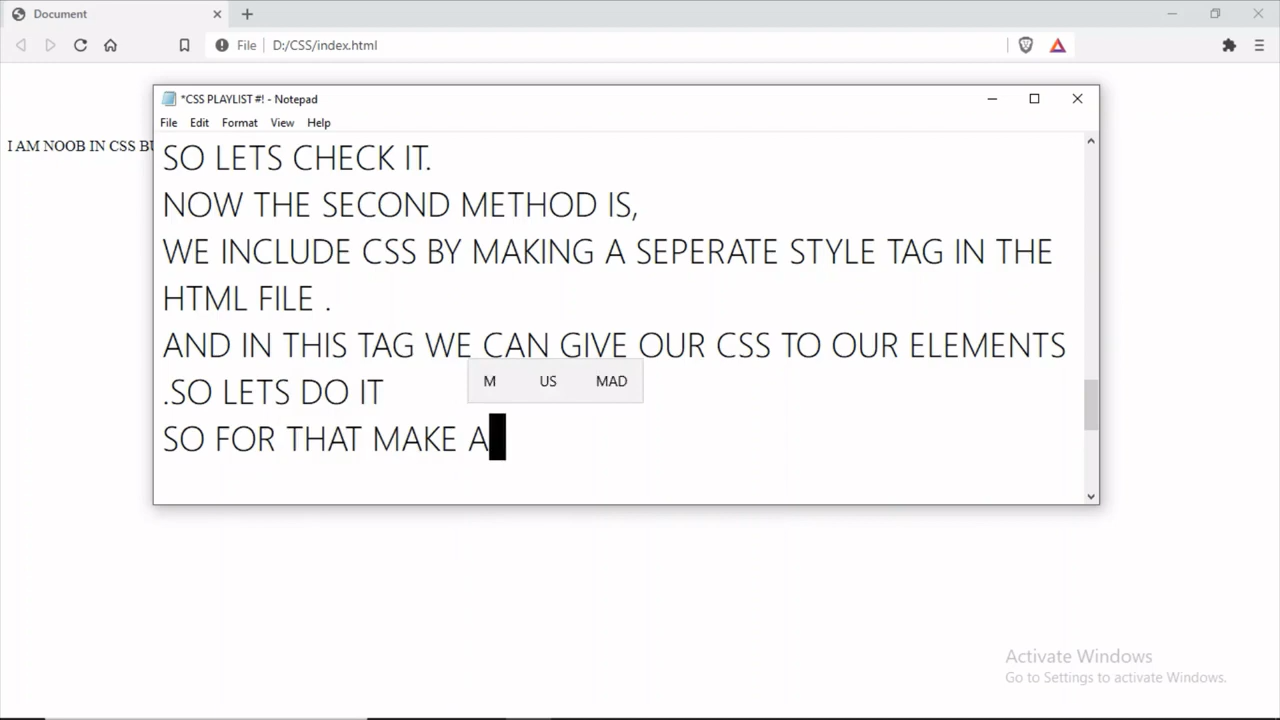 Document
File
D:/CSS/index.html
*CSS PLAYLIST #! - Notepad
File Edit Format View Help
I AM NOOB IN CSS BU
SO LETS CHECK IT.
NOW THE SECOND METHOD IS,
WE INCLUDE CSS BY MAKING A SEPERATE STYLE TAG IN THE
HTML FILE .
AND IN THIS TAG WE CAN GIVE OUR CSS TO OUR ELEMENTS
M US MAD
.SO LETS DO IT
SO FOR THAT MAKE A
Activate Windows
Go to Settings to activate Windows.